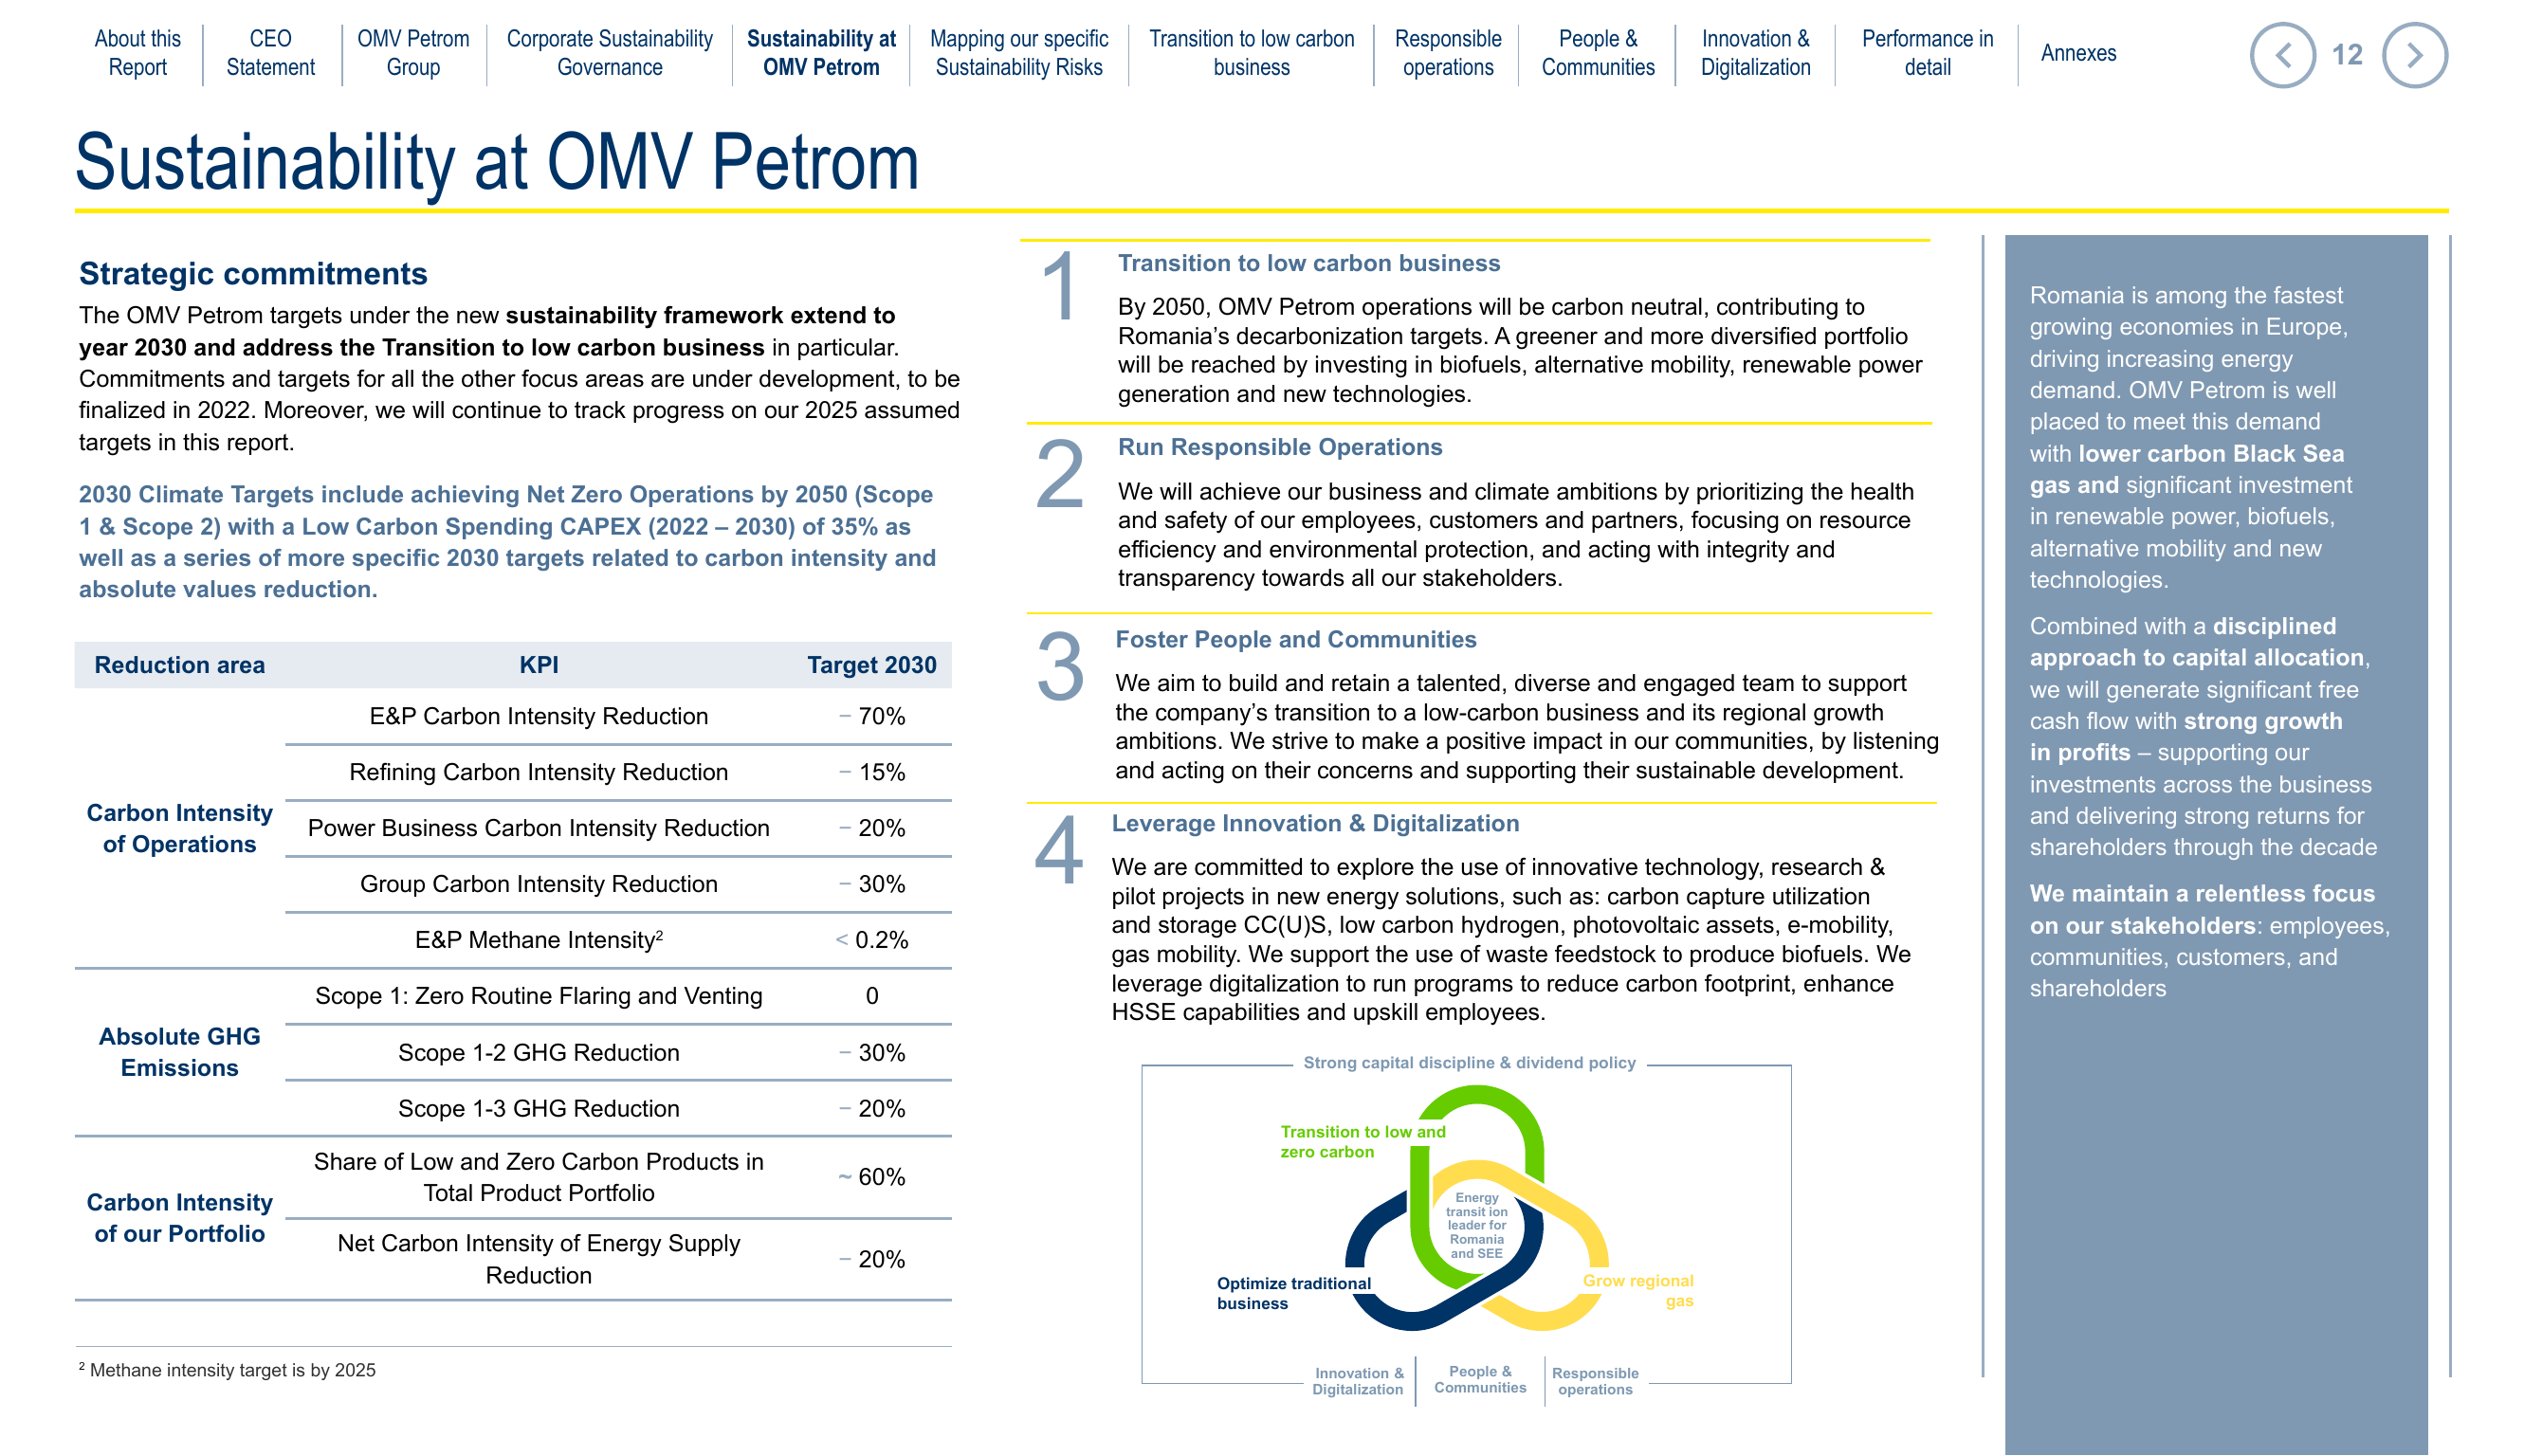 About this
Report
CEO
Statement
OMV Petrom
Group
Corporate Sustainability
Governance
Sustainability at
OMV Petrom
Mapping our specific
Sustainability Risks
Transition to low carbon
business
Responsible
operations
People &
Communities
Innovation &
Digitalization
Performance in
detail
Annexes
12
Sustainability at OMV Petrom
Strategic commitments
The OMV Petrom targets under the new sustainability framework extend to
year 2030 and address the Transition to low carbon business in particular.
Commitments and targets for all the other focus areas are under development, to be
finalized in 2022. Moreover, we will continue to track progress on our 2025 assumed
targets in this report.
2030 Climate Targets include achieving Net Zero Operations by 2050 (Scope
1 & Scope 2) with a Low Carbon Spending CAPEX (2022 – 2030) of 35% as
well as a series of more specific 2030 targets related to carbon intensity and
absolute values reduction.
Reduction area KPI Target 2030
Carbon Intensity
of Operations
E&P Carbon Intensity Reduction − 70%
Refining Carbon Intensity Reduction − 15%
Power Business Carbon Intensity Reduction − 20%
Group Carbon Intensity Reduction − 30%
E&P Methane Intensity² < 0.2%
Absolute GHG
Emissions
Scope 1: Zero Routine Flaring and Venting 0
Scope 1-2 GHG Reduction − 30%
Scope 1-3 GHG Reduction − 20%
Carbon Intensity
of our Portfolio
Share of Low and Zero Carbon Products in
Total Product Portfolio
~ 60%
Net Carbon Intensity of Energy Supply
Reduction
− 20%
² Methane intensity target is by 2025
1
Transition to low carbon business
By 2050, OMV Petrom operations will be carbon neutral, contributing to
Romania’s decarbonization targets. A greener and more diversified portfolio
will be reached by investing in biofuels, alternative mobility, renewable power
generation and new technologies.
2
Run Responsible Operations
We will achieve our business and climate ambitions by prioritizing the health
and safety of our employees, customers and partners, focusing on resource
efficiency and environmental protection, and acting with integrity and
transparency towards all our stakeholders.
3
Foster People and Communities
We aim to build and retain a talented, diverse and engaged team to support
the company’s transition to a low-carbon business and its regional growth
ambitions. We strive to make a positive impact in our communities, by listening
and acting on their concerns and supporting their sustainable development.
4
Leverage Innovation & Digitalization
We are committed to explore the use of innovative technology, research &
pilot projects in new energy solutions, such as: carbon capture utilization
and storage CC(U)S, low carbon hydrogen, photovoltaic assets, e-mobility,
gas mobility. We support the use of waste feedstock to produce biofuels. We
leverage digitalization to run programs to reduce carbon footprint, enhance
HSSE capabilities and upskill employees.
Strong capital discipline & dividend policy
Transition to low and
zero carbon
Energy
transit ion
leader for
Romania
and SEE
Optimize traditional
business
Grow regional
gas
Innovation &
Digitalization
People &
Communities
Responsible
operations
Romania is among the fastest
growing economies in Europe,
driving increasing energy
demand. OMV Petrom is well
placed to meet this demand
with lower carbon Black Sea
gas and significant investment
in renewable power, biofuels,
alternative mobility and new
technologies.
Combined with a disciplined
approach to capital allocation,
we will generate significant free
cash flow with strong growth
in profits – supporting our
investments across the business
and delivering strong returns for
shareholders through the decade
We maintain a relentless focus
on our stakeholders: employees,
communities, customers, and
shareholders